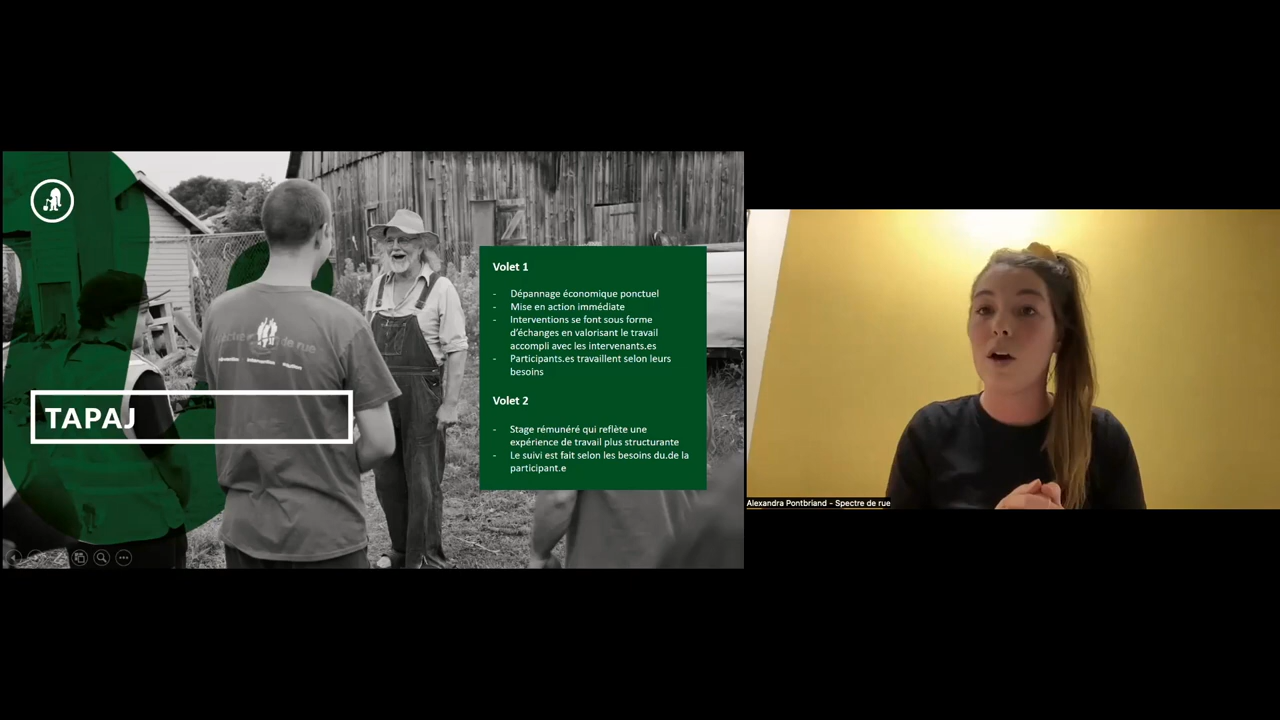 de rue
TAPAJ
Volet 1
- Dépannage économique ponctuel
- Mise en action immédiate
- Interventions se font sous forme
d'échanges en valorisant le travail
accompli avec les intervenants.es
- Participants.es travaillent selon leurs
besoins
Volet 2
- Stage rémunéré qui reflète une
expérience de travail plus structurante
- Le suivi est fait selon les besoins du.de la
participant.e
Alexandra Pontbriand - Spectre de rue